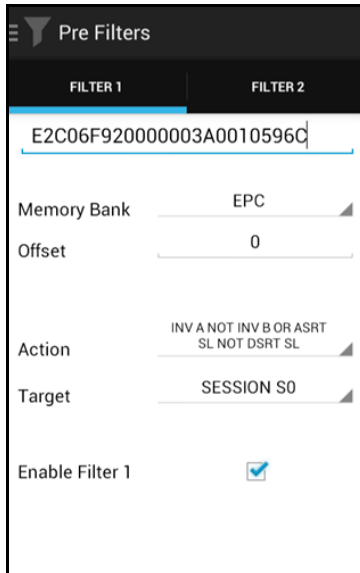 Pre Filters
FILTER 1 FILTER 2
E2C06F920000003A0010596C
Memory Bank EPC
Offset 0
INV A NOT INV B OR ASRT
Action SL NOT DSRT SL
Target SESSION S0
Enable Filter 1